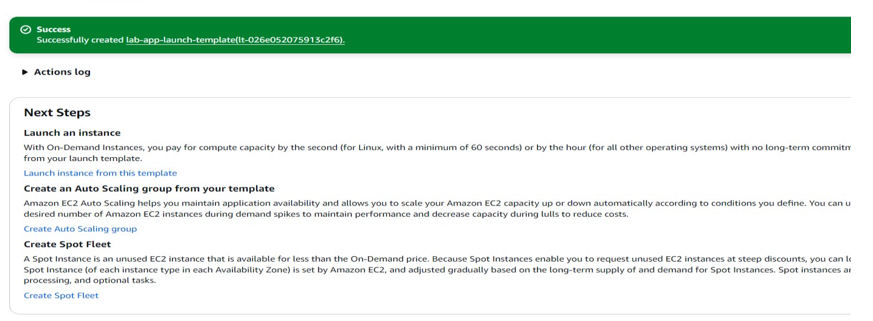 Success
Successfully created lab-app-launch-template(lt-026e052075913c2f6).
Actions log
Next Steps
Launch an instance
With On-Demand Instances, you pay for compute capacity by the second (for Linux, with a minimum of 60 seconds) or by the hour (for all other operating systems) with no long-term commitm
from your launch template.
Launch instance from this template
Create an Auto Scaling group from your template
Amazon EC2 Auto Scaling helps you maintain application availability and allows you to scale your Amazon EC2 capacity up or down automatically according to conditions you define. You can u
desired number of Amazon EC2 instances during demand spikes to maintain performance and decrease capacity during lulls to reduce costs.
Create Auto Scaling group
Create Spot Fleet
A Spot Instance is an unused EC2 instance that is available for less than the On-Demand price. Because Spot Instances enable you to request unused EC2 instances at steep discounts, you can lo
Spot Instance (of each instance type in each Availability Zone) is set by Amazon EC2, and adjusted gradually based on the long-term supply of and demand for Spot Instances. Spot instances ar
processing, and optional tasks.
Create Spot Fleet